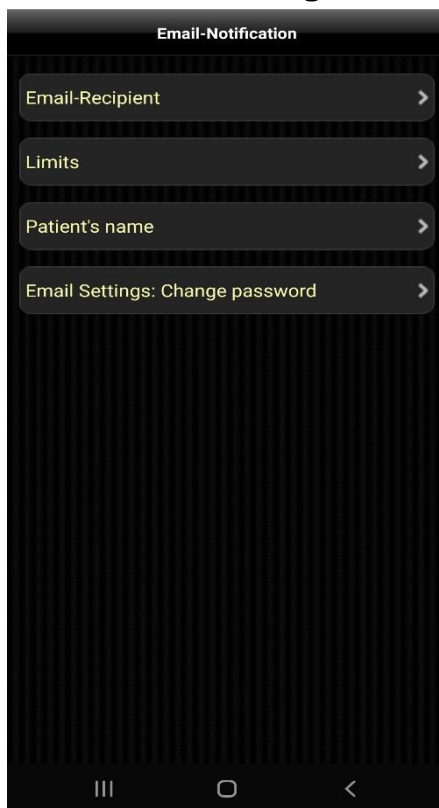 Email-Notification
Email-Recipient
Limits
Patient's name
Email Settings: Change password